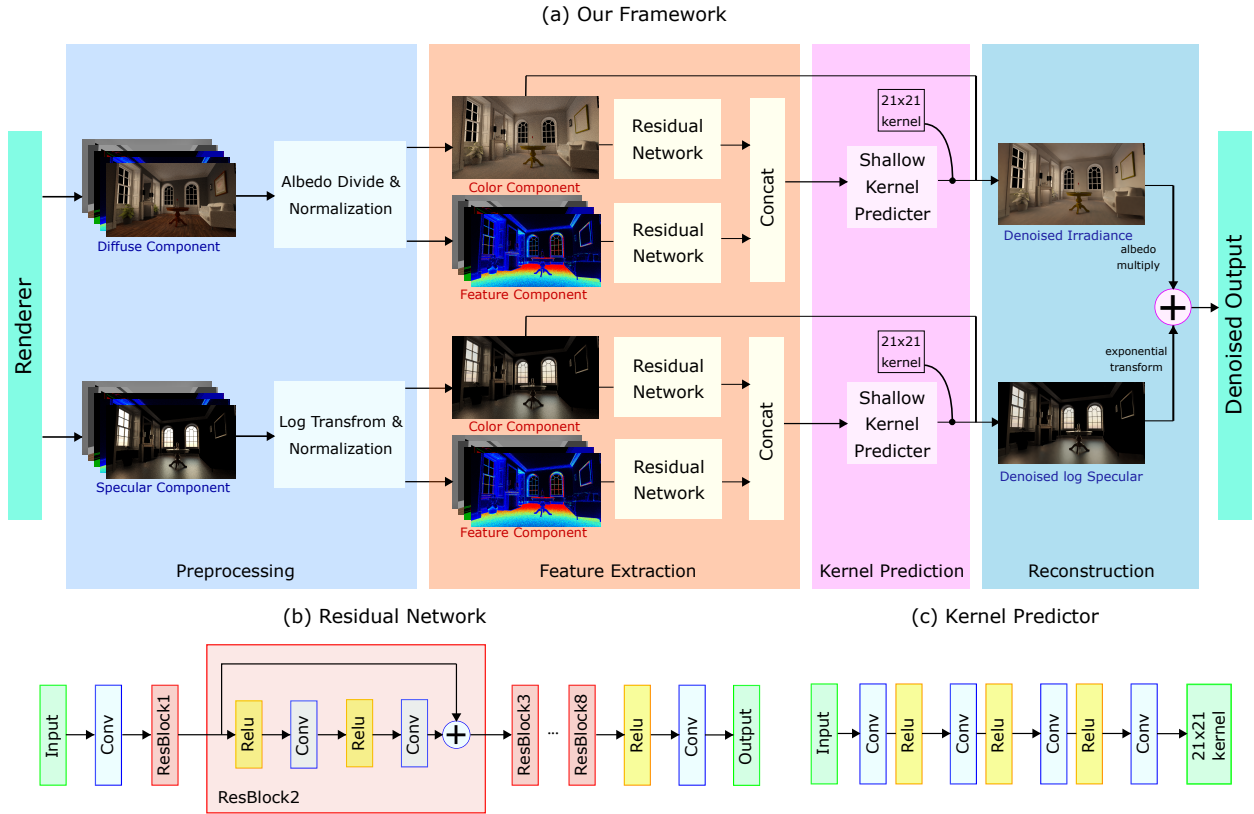 (a) Our Framework
Renderer
Diffuse Component
Albedo Divide &
Normalization
Color Component
Feature Component
Residual
Network
Residual
Network
Concat
21x21
kernel
Shallow
Kernel
Predicter
Denoised Irradiance
albedo
multiply
Specular Component
Log Transfrom &
Normalization
Color Component
Feature Component
Residual
Network
Residual
Network
Concat
21x21
kernel
Shallow
Kernel
Predicter
exponential
transform
Denoised log Specular
+
Denoised Output
Preprocessing
Feature Extraction
Kernel Prediction
Reconstruction
(b) Residual Network
Input
Conv
ResBlock1
Relu
Conv
Relu
Conv
+
ResBlock2
ResBlock3
...
ResBlock8
Relu
Conv
Output
(c) Kernel Predictor
Input
Conv
Relu
Conv
Relu
Conv
Relu
Conv
21x21
kernel